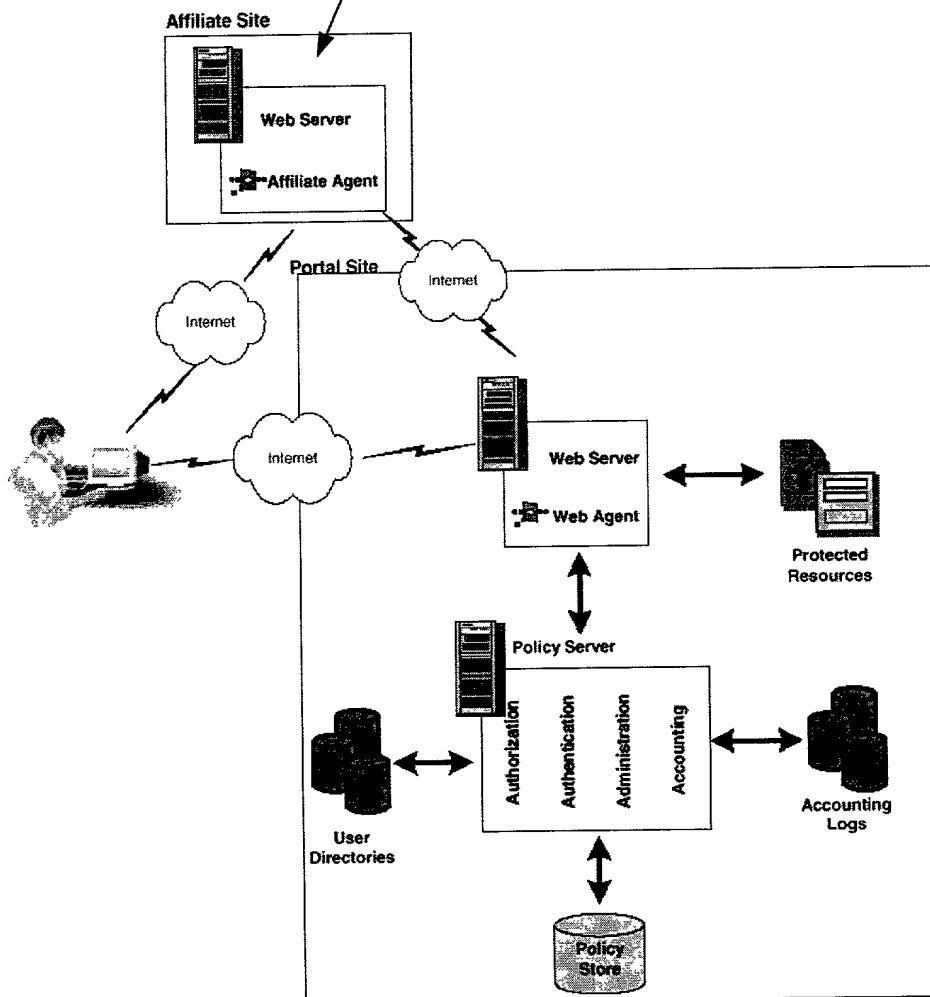 Affiliate Site
Web Server
Affiliate Agent
Portal Site
Internet
Internet
Internet
Web Server
Web Agent
Protected
Resources
Policy Server
Authorization
Authentication
Administration
Accounting
User
Directories
Accounting
Logs
Policy
Store